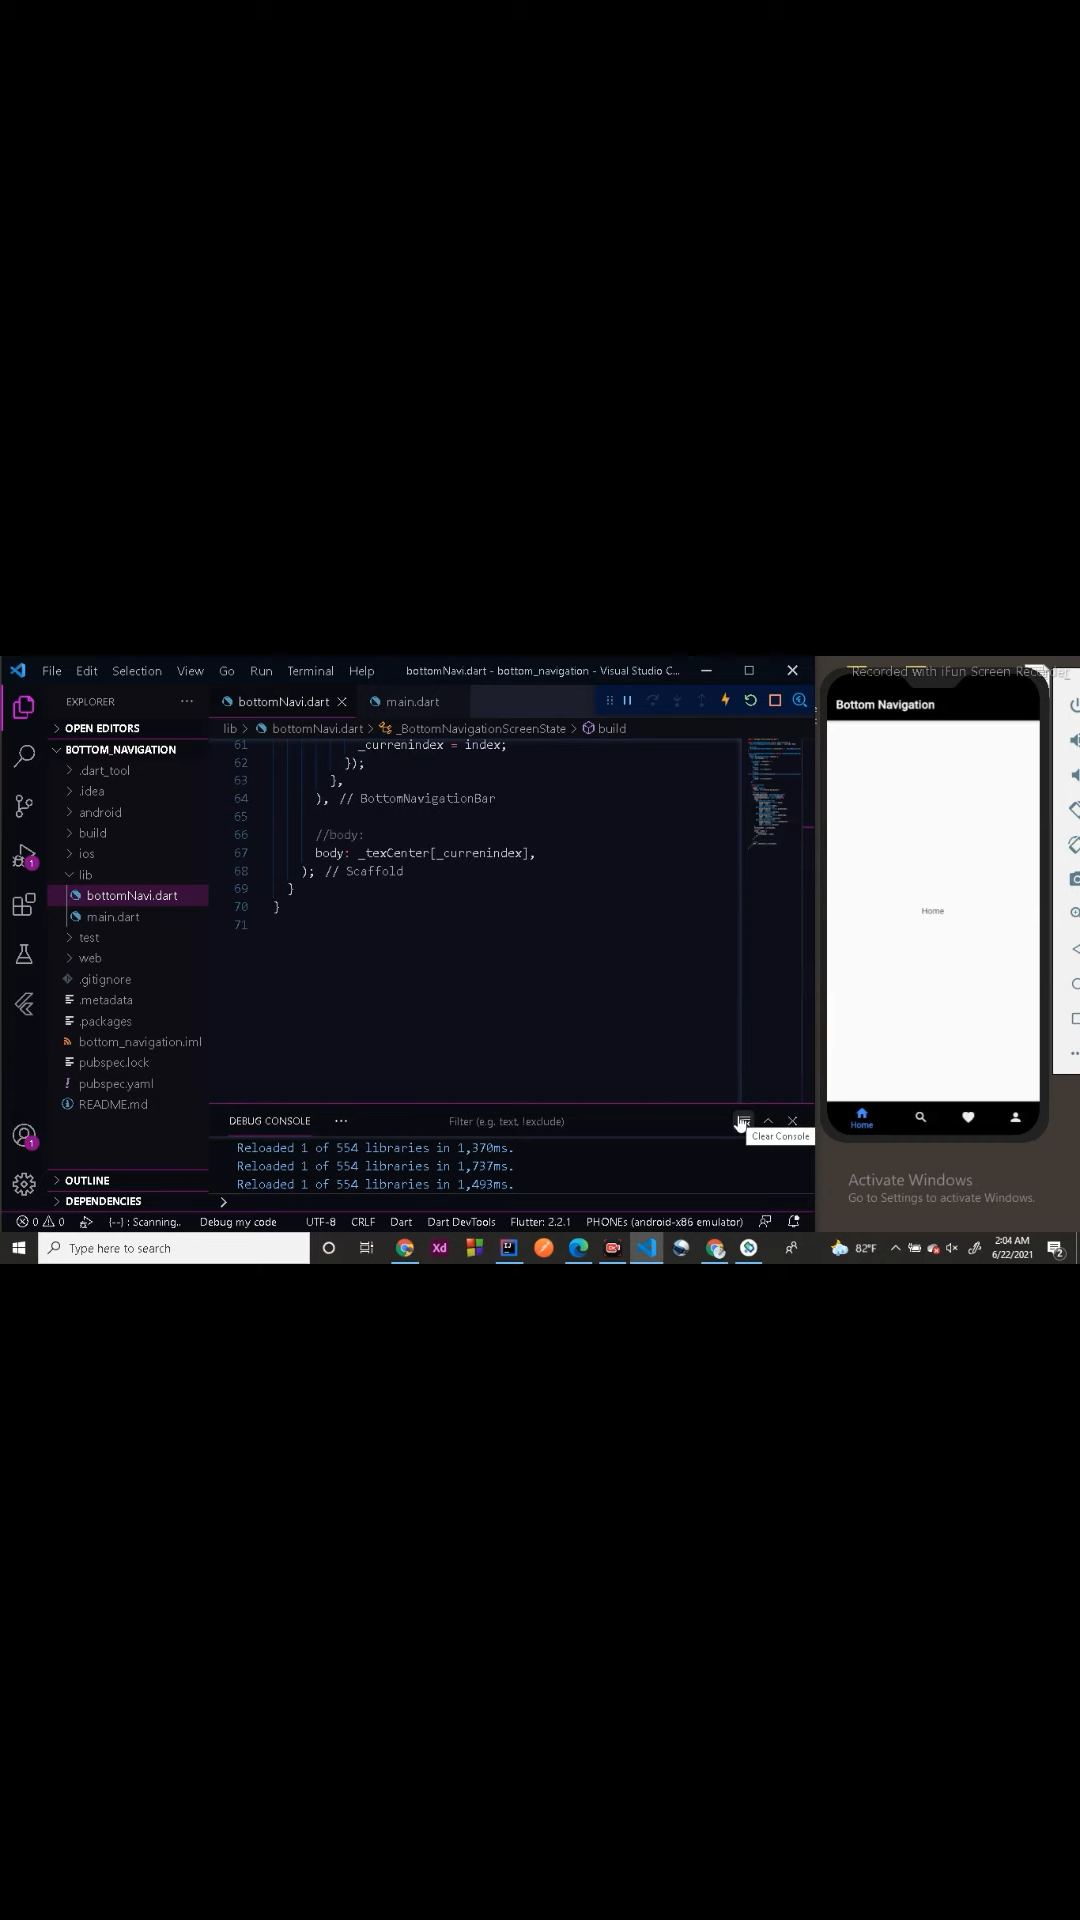 File Edit Selection View Go Run Terminal Help bottomNavi.dart - bottom_navigation - Visual Studio C...
Recorded with iFun Screen Recorder
EXPLORER
bottomNavi.dart
main.dart
OPEN EDITORS
BOTTOM_NAVIGATION
.dart_tool
.idea
android
build
ios
lib
bottomNavi.dart
main.dart
test
web
.gitignore
.metadata
.packages
bottom_navigation.iml
pubspec.lock
pubspec.yaml
README.md
1
1
OUTLINE
DEPENDENCIES
lib > bottomNavi.dart > _BottomNavigationScreenState > build
61 _currenindex = index;
62 });
63 },
64 ), // BottomNavigationBar
65
66 //body:
67 body: _texCenter[_currenindex],
68 ); // Scaffold
69 }
70 }
71
DEBUG CONSOLE ... Filter (e.g. text, !exclude)
Clear Console
Reloaded 1 of 554 libraries in 1,370ms.
Reloaded 1 of 554 libraries in 1,737ms.
Reloaded 1 of 554 libraries in 1,493ms.
>
Bottom Navigation
Home
Home
Activate Windows
Go to Settings to activate Windows.
0 0 {--} : Scanning.. Debug my code UTF-8 CRLF Dart Dart DevTools Flutter: 2.2.1 PHONEs (android-x86 emulator)
Type here to search
Xd
IJ
82°F
2:04 AM
6/22/2021
2